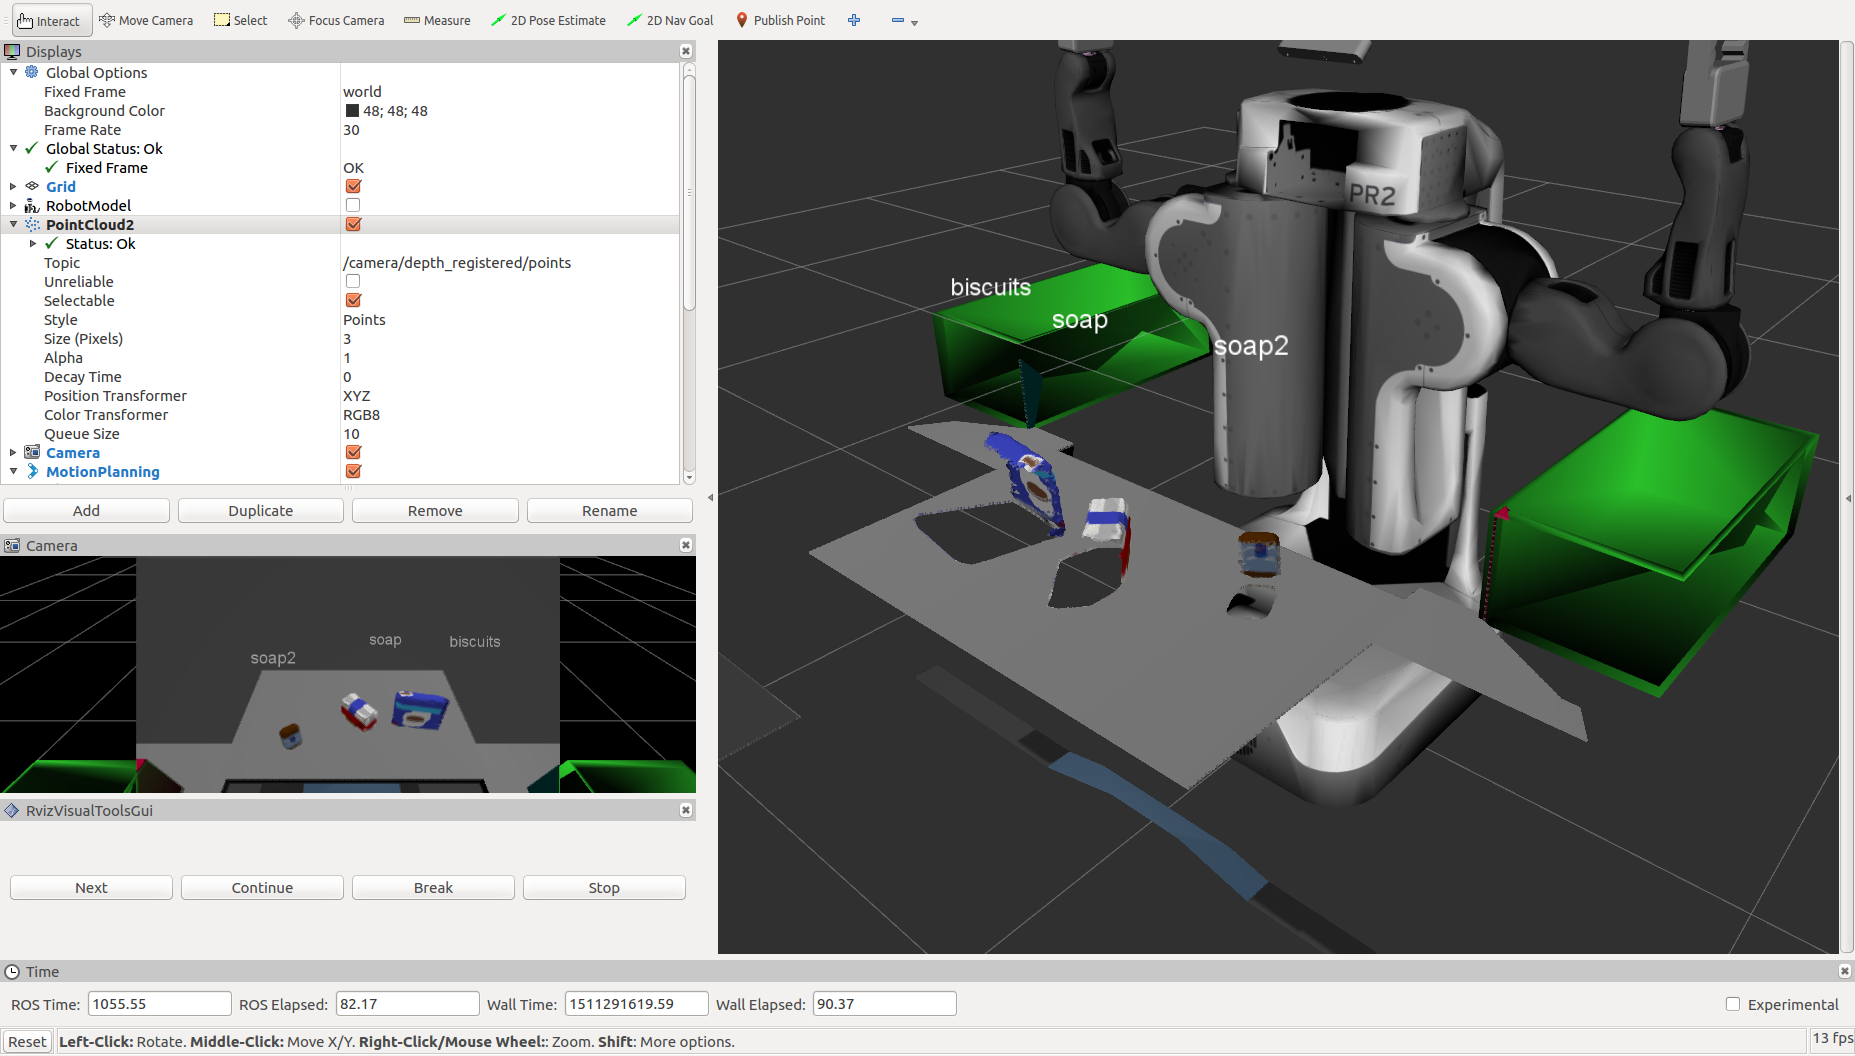 Interact Move Camera Select Focus Camera Measure 2D Pose Estimate 2D Nav Goal Publish Point
Displays
Global Options
Fixed Frame world
Background Color 48; 48; 48
Frame Rate 30
Global Status: Ok
Fixed Frame OK
Grid
RobotModel
PointCloud2
Status: Ok
Topic /camera/depth_registered/points
Unreliable
Selectable
Style Points
Size (Pixels) 3
Alpha 1
Decay Time 0
Position Transformer XYZ
Color Transformer RGB8
Queue Size 10
Camera
MotionPlanning
Add Duplicate Remove Rename
Camera
soap biscuits
soap2
RvizVisualToolsGui
Next Continue Break Stop
PR2
biscuits
soap
soap2
Time
ROS Time: 1055.55 ROS Elapsed: 82.17 Wall Time: 1511291619.59 Wall Elapsed: 90.37 Experimental
Reset Left-Click: Rotate. Middle-Click: Move X/Y. Right-Click/Mouse Wheel:: Zoom. Shift: More options. 13 fps